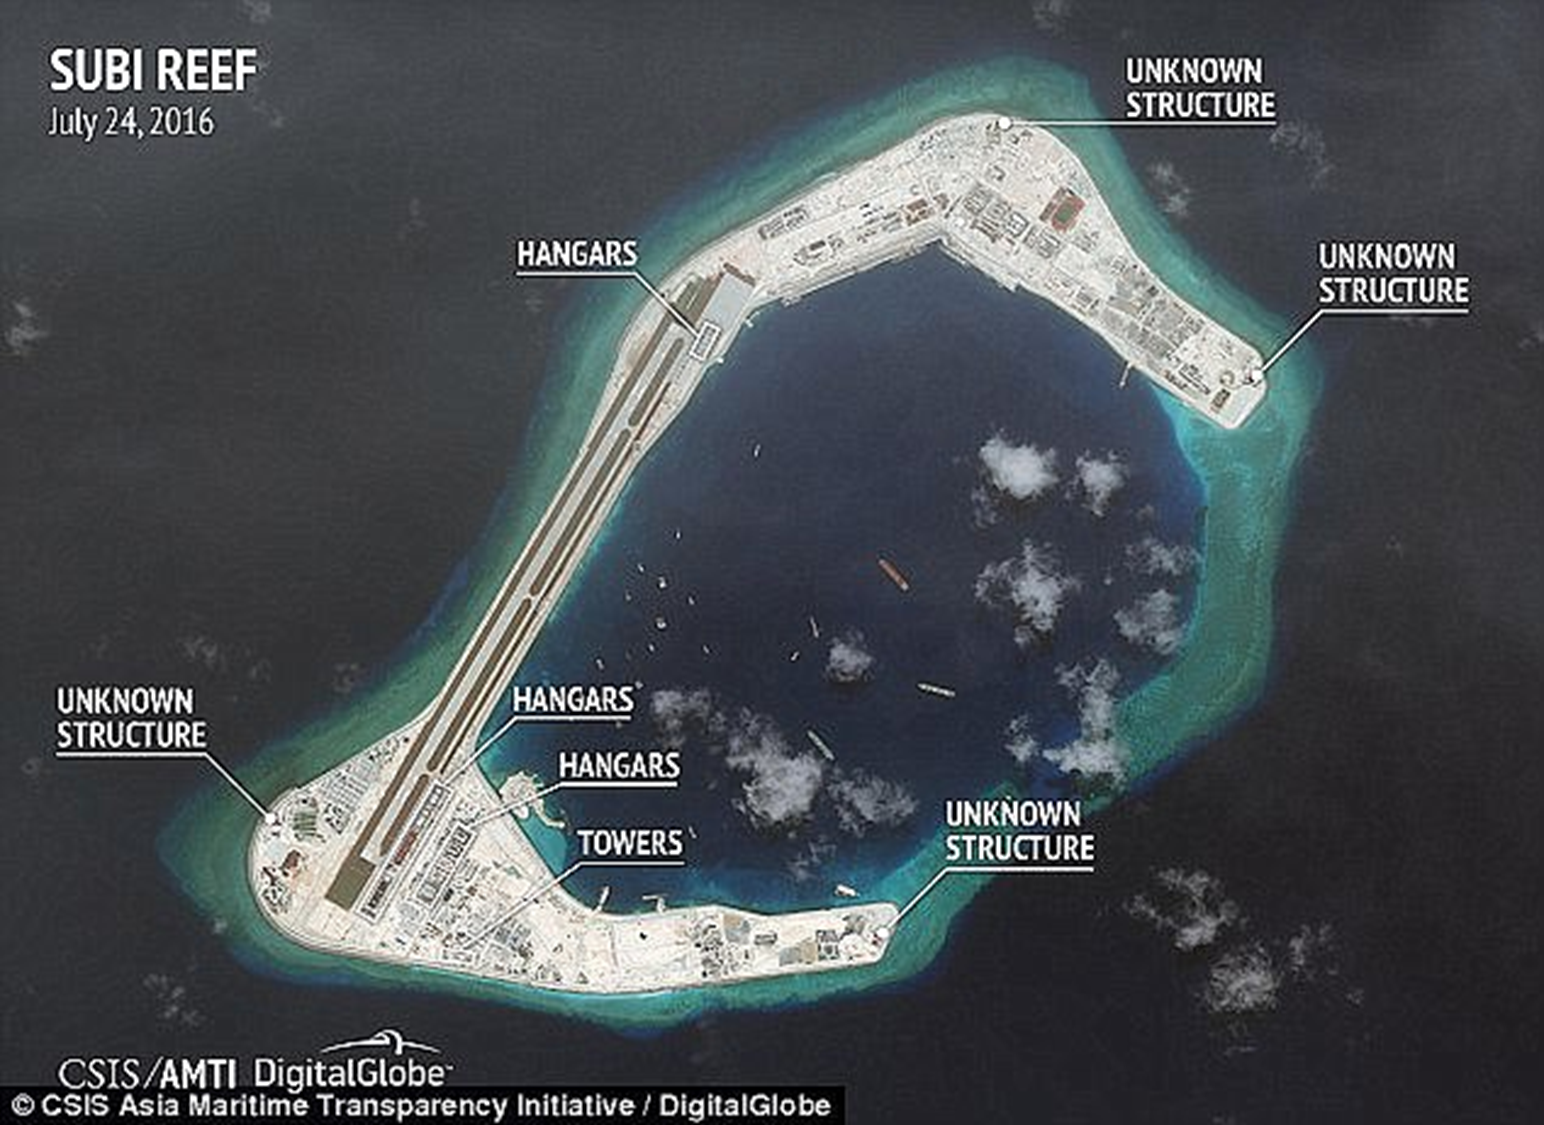 SUBI REEF
July 24, 2016
UNKNOWN
STRUCTURE
HANGARS
UNKNOWN
STRUCTURE
UNKNOWN
STRUCTURE
HANGARS
HANGARS
TOWERS
UNKNOWN
STRUCTURE
CSIS/AMTI DigitalGlobe
© CSIS Asia Maritime Transparency Initiative / DigitalGlobe